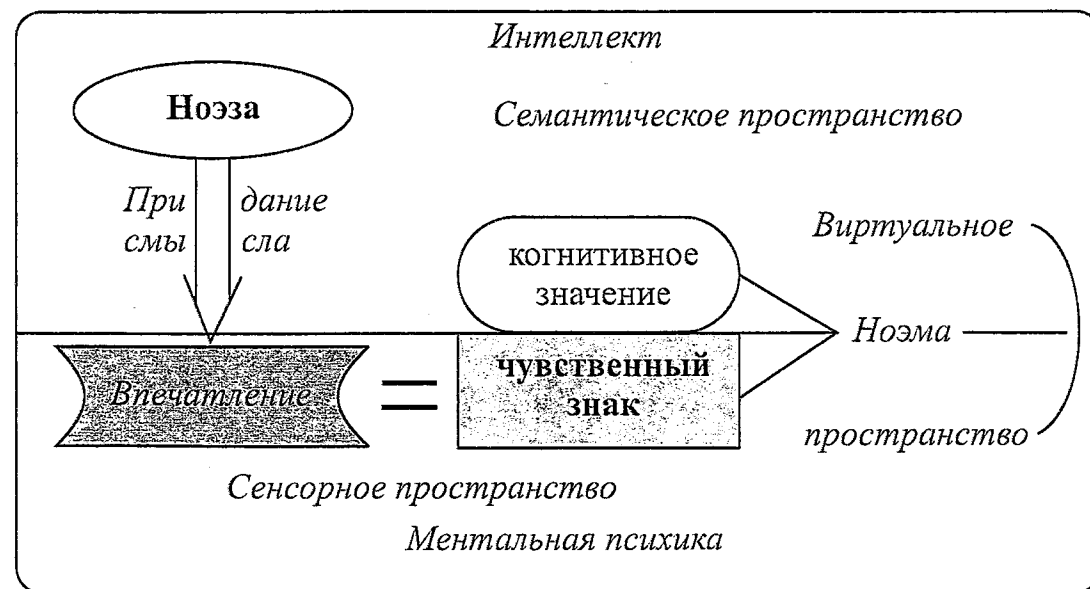 Интеллект
Ноэза
Семантическое пространство
При дание
смы сла
Виртуальное
когнитивное
значение
Ноэма
чувственный
знак
Впечатление
=
пространство
Сенсорное пространство
Ментальная психика